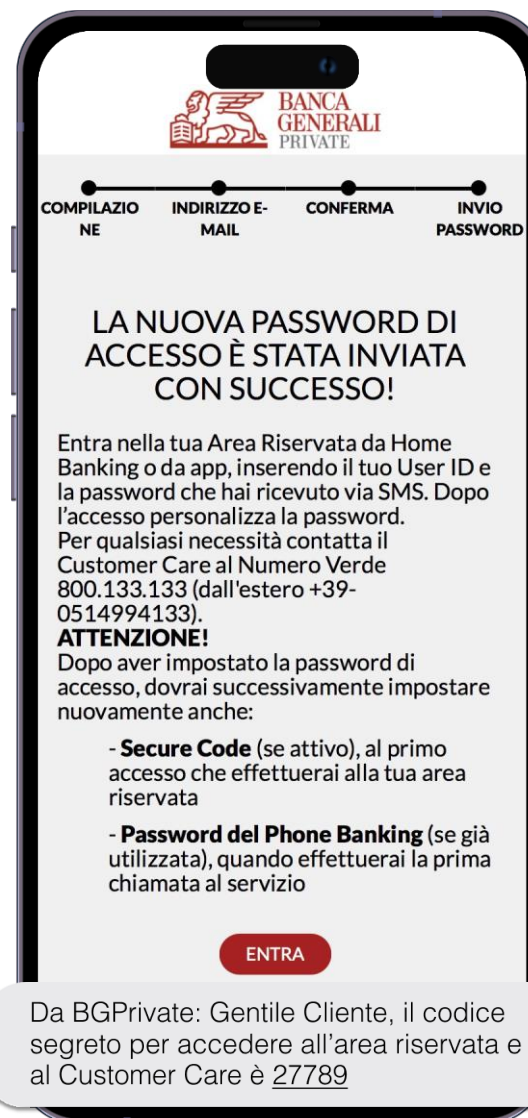 BANCA
GENERALI
PRIVATE
COMPILAZIO
NE
INDIRIZZO E-
MAIL
CONFERMA
INVIO
PASSWORD
LA NUOVA PASSWORD DI
ACCESSO È STATA INVIATA
CON SUCCESSO!
Entra nella tua Area Riservata da Home
Banking o da app, inserendo il tuo User ID e
la password che hai ricevuto via SMS. Dopo
l'accesso personalizza la password.
Per qualsiasi necessità contatta il
Customer Care al Numero Verde
800.133.133 (dall'estero +39-
0514994133).
ATTENZIONE!
Dopo aver impostato la password di
accesso, dovrai successivamente impostare
nuovamente anche:
- Secure Code (se attivo), al primo
accesso che effettuerai alla tua area
riservata
- Password del Phone Banking (se già
utilizzata), quando effettuerai la prima
chiamata al servizio
ENTRA
Da BGPrivate: Gentile Cliente, il codice
segreto per accedere all'area riservata e
al Customer Care è 27789